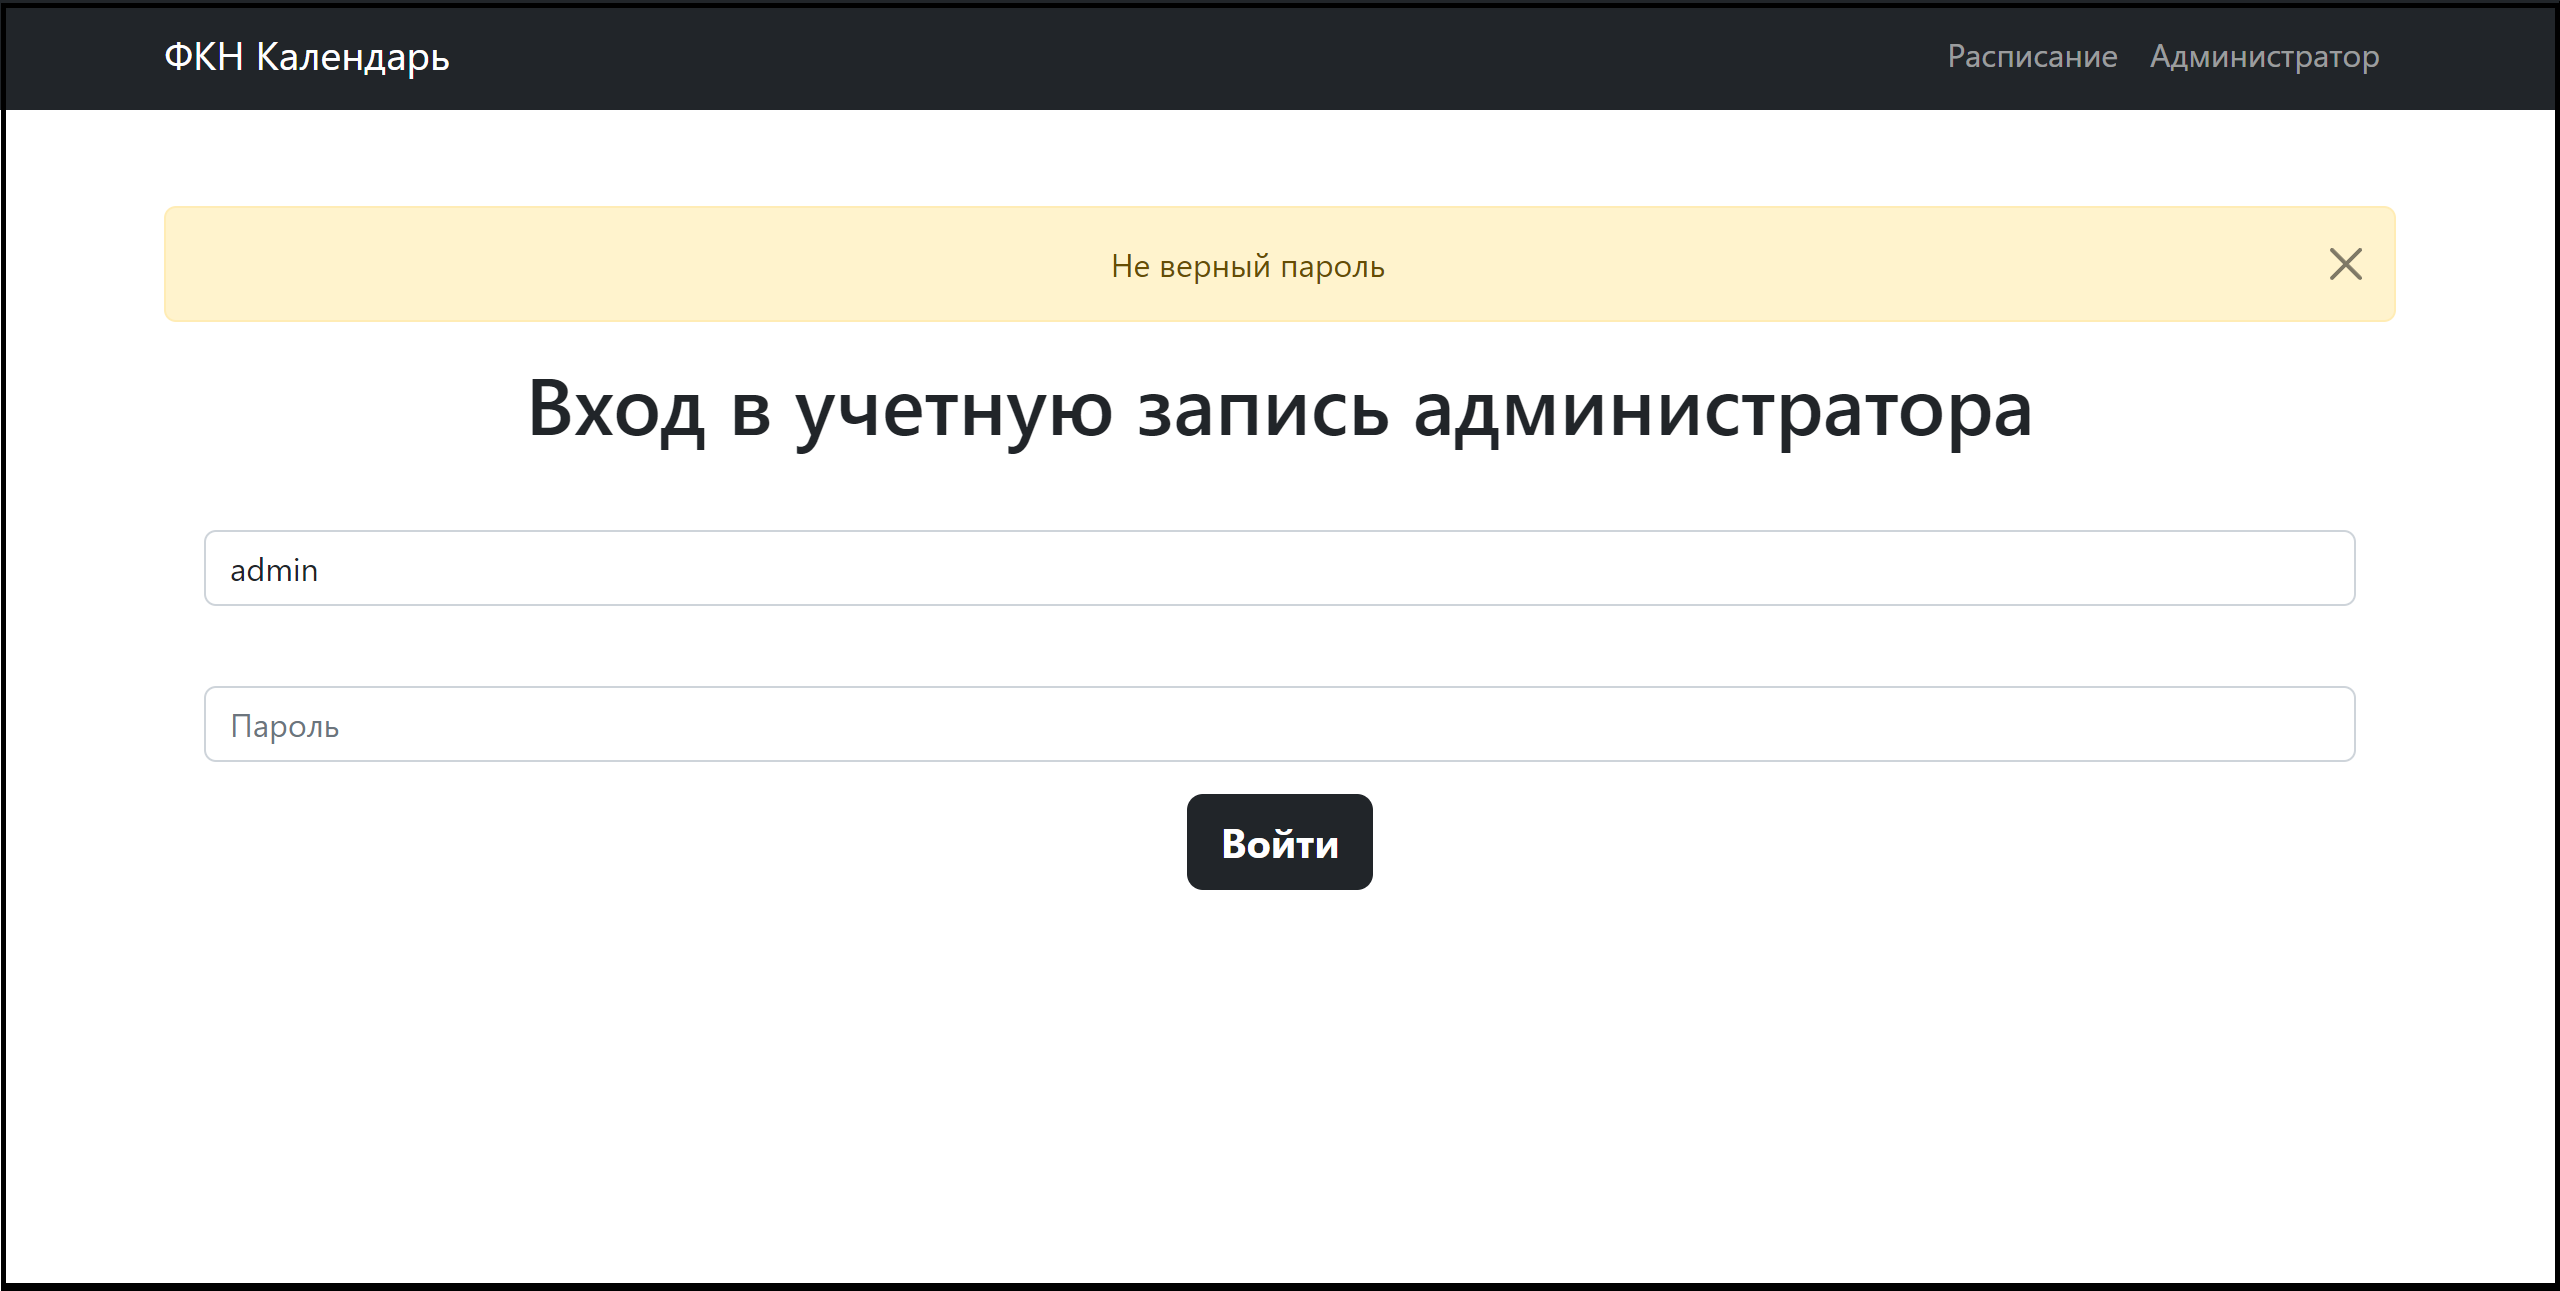 ФКН Календарь
Расписание Администратор
Не верный пароль
Вход в учетную запись администратора
admin
Пароль
Войти